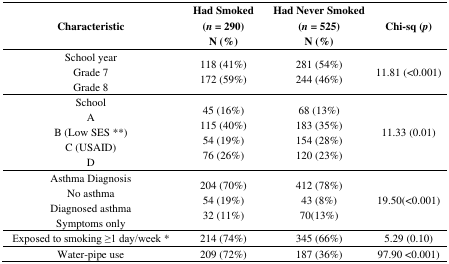 Characteristic Had Smoked (n = 290) N (%) Had Never Smoked (n = 525) N (%) Chi-sq (p)
School year
Grade 7 118 (41%) 281 (54%) 11.81 (<0.001)
Grade 8 172 (59%) 244 (46%)
School
A 45 (16%) 68 (13%) 11.33 (0.01)
B (Low SES **) 115 (40%) 183 (35%)
C (USAID) 54 (19%) 154 (28%)
D 76 (26%) 120 (23%)
Asthma Diagnosis
No asthma 204 (70%) 412 (78%) 19.50(<0.001)
Diagnosed asthma 54 (19%) 43 (8%)
Symptoms only 32 (11%) 70(13%)
Exposed to smoking ≥1 day/week * 214 (74%) 345 (66%) 5.29 (0.10)
Water-pipe use 209 (72%) 187 (36%) 97.90 <0.001)